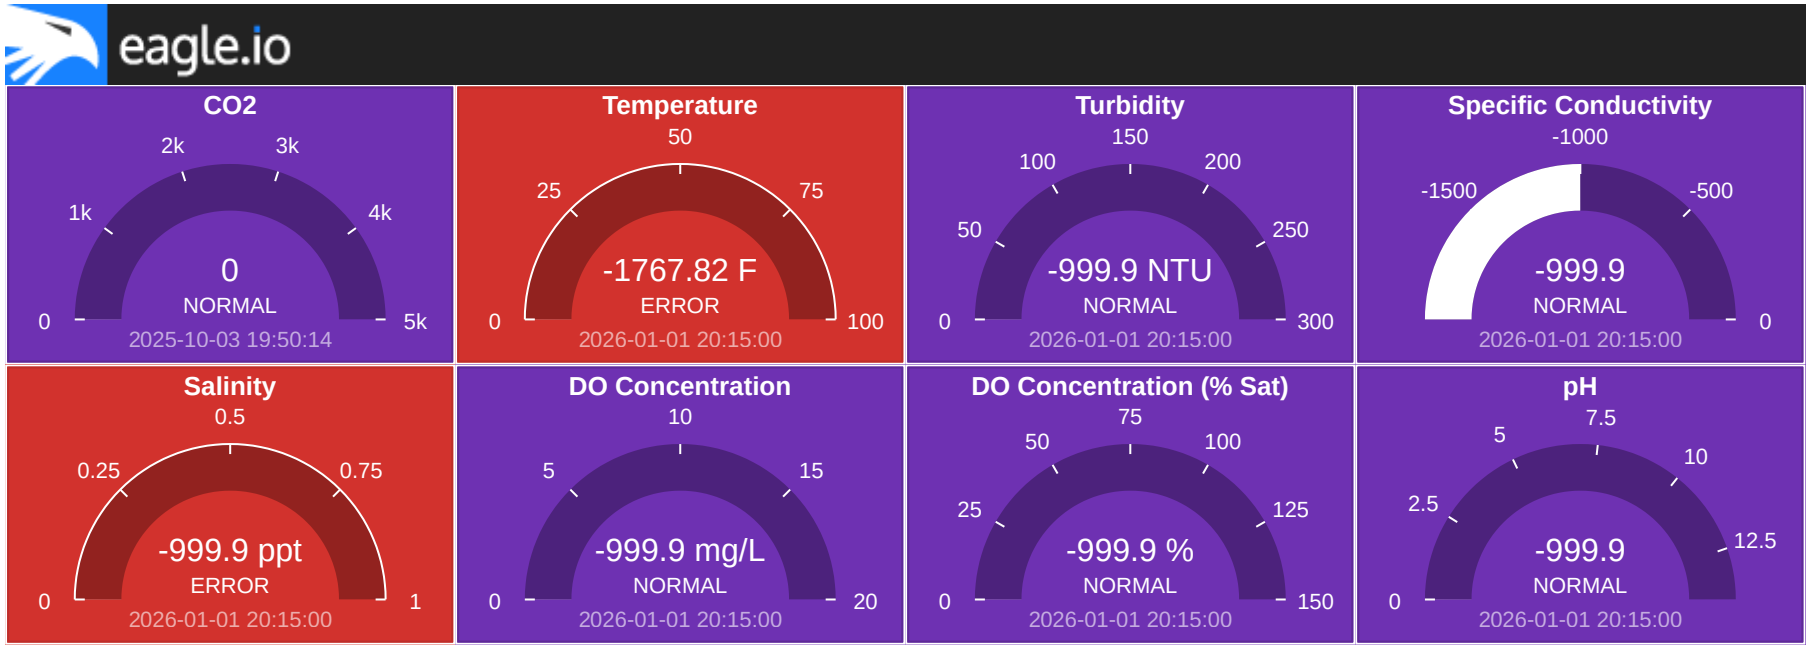 eagle.io
CO2
2k
3k
1k
4k
0
NORMAL
0
5k
2025-10-03 19:50:14
Temperature
50
25
75
-1767.82 F
ERROR
0
100
2026-01-01 20:15:00
Turbidity
150
100
200
50
250
-999.9 NTU
NORMAL
0
300
2026-01-01 20:15:00
Specific Conductivity
-1000
-1500
-500
-999.9
NORMAL
0
2026-01-01 20:15:00
Salinity
0.5
0.25
0.75
-999.9 ppt
ERROR
0
1
2026-01-01 20:15:00
DO Concentration
10
5
15
-999.9 mg/L
NORMAL
0
20
2026-01-01 20:15:00
DO Concentration (% Sat)
75
50
100
25
125
-999.9 %
NORMAL
0
150
2026-01-01 20:15:00
pH
7.5
5
10
2.5
12.5
-999.9
NORMAL
0
2026-01-01 20:15:00